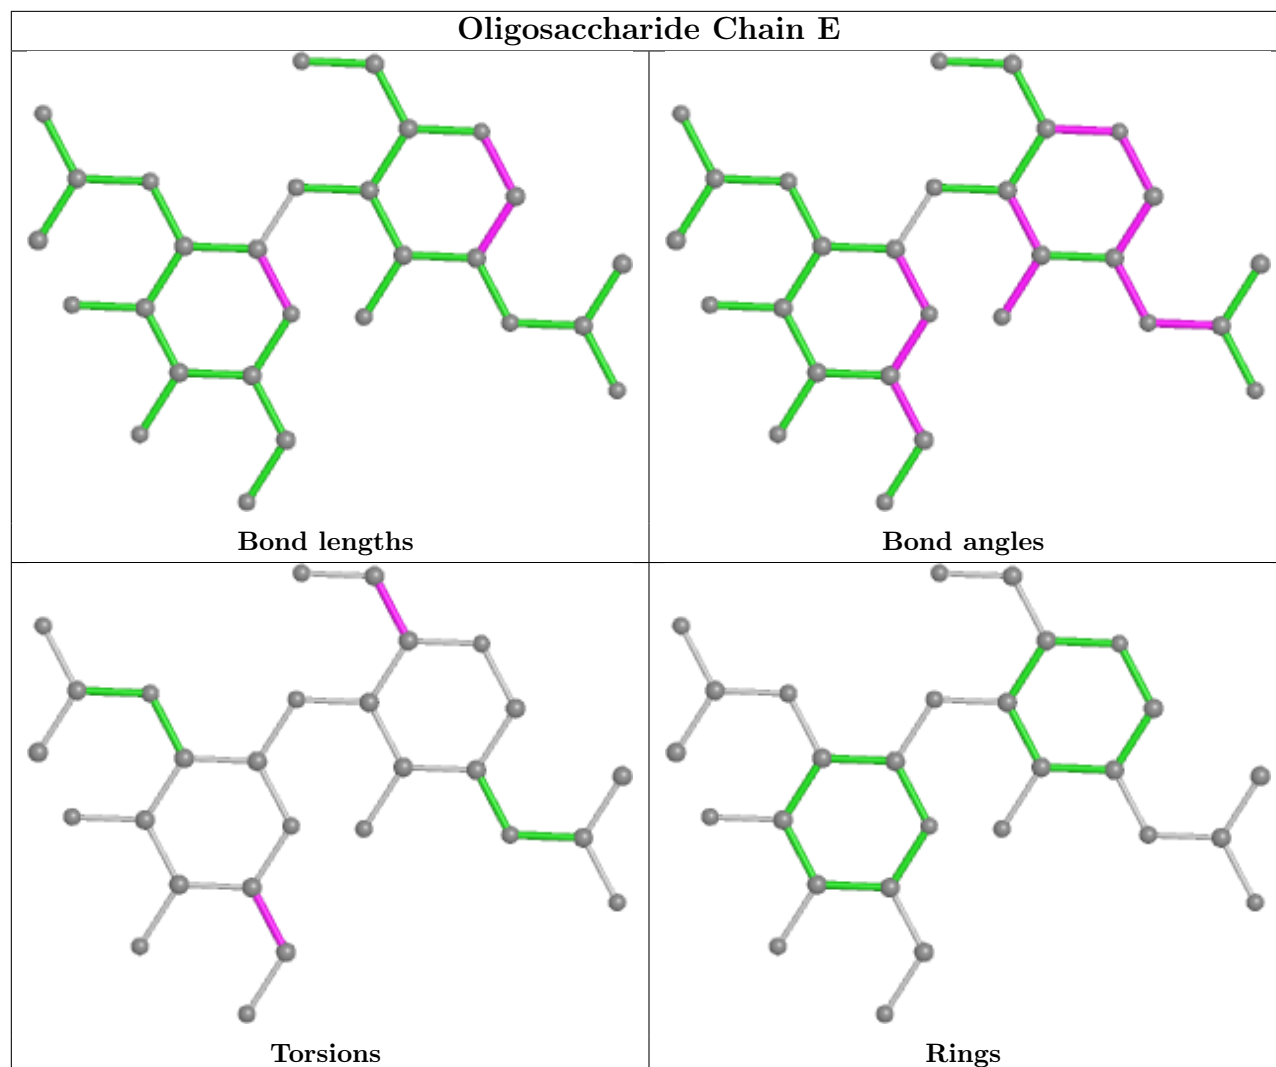 Oligosaccharide Chain E
Bond lengths
Bond angles
Torsions
Rings